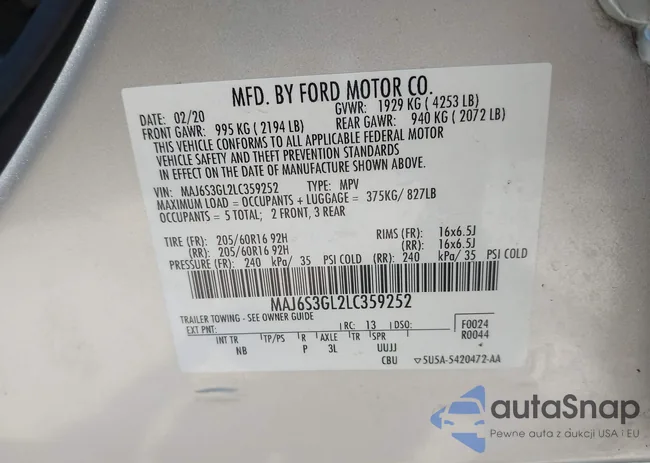 MFD. BY FORD MOTOR CO.
DATE: 02/20 GVWR: 1929 KG ( 4253 LB)
FRONT GAWR: 995 KG ( 2194 LB) REAR GAWR: 940 KG ( 2072 LB)
THIS VEHICLE CONFORMS TO ALL APPLICABLE FEDERAL MOTOR
VEHICLE SAFETY AND THEFT PREVENTION STANDARDS
IN EFFECT ON THE DATE OF MANUFACTURE SHOWN ABOVE.
VIN: MAJ6S3GL2LC359252 TYPE: MPV
MAXIMUM LOAD = OCCUPANTS + LUGGAGE = 375KG/ 827LB
OCCUPANTS = 5 TOTAL; 2 FRONT, 3 REAR
TIRE (FR): 205/60R16 92H RIMS (FR): 16x6.5J
(RR): 205/60R16 92H (RR): 16x6.5J
PRESSURE (FR): 240 kPa/ 35 PSI COLD (RR): 240 kPa/ 35 PSI COLD
MAJ6S3GL2LC359252
TRAILER TOWING - SEE OWNER GUIDE
EXT PNT: RC: 13 DSO: F0024
INT TR TP/PS R AXLE TR SPR R0044
NB P 3L UUJJ
CBU 5U5A-5420472-AA
autaSnap
Pewne auta z aukcji USA i EU